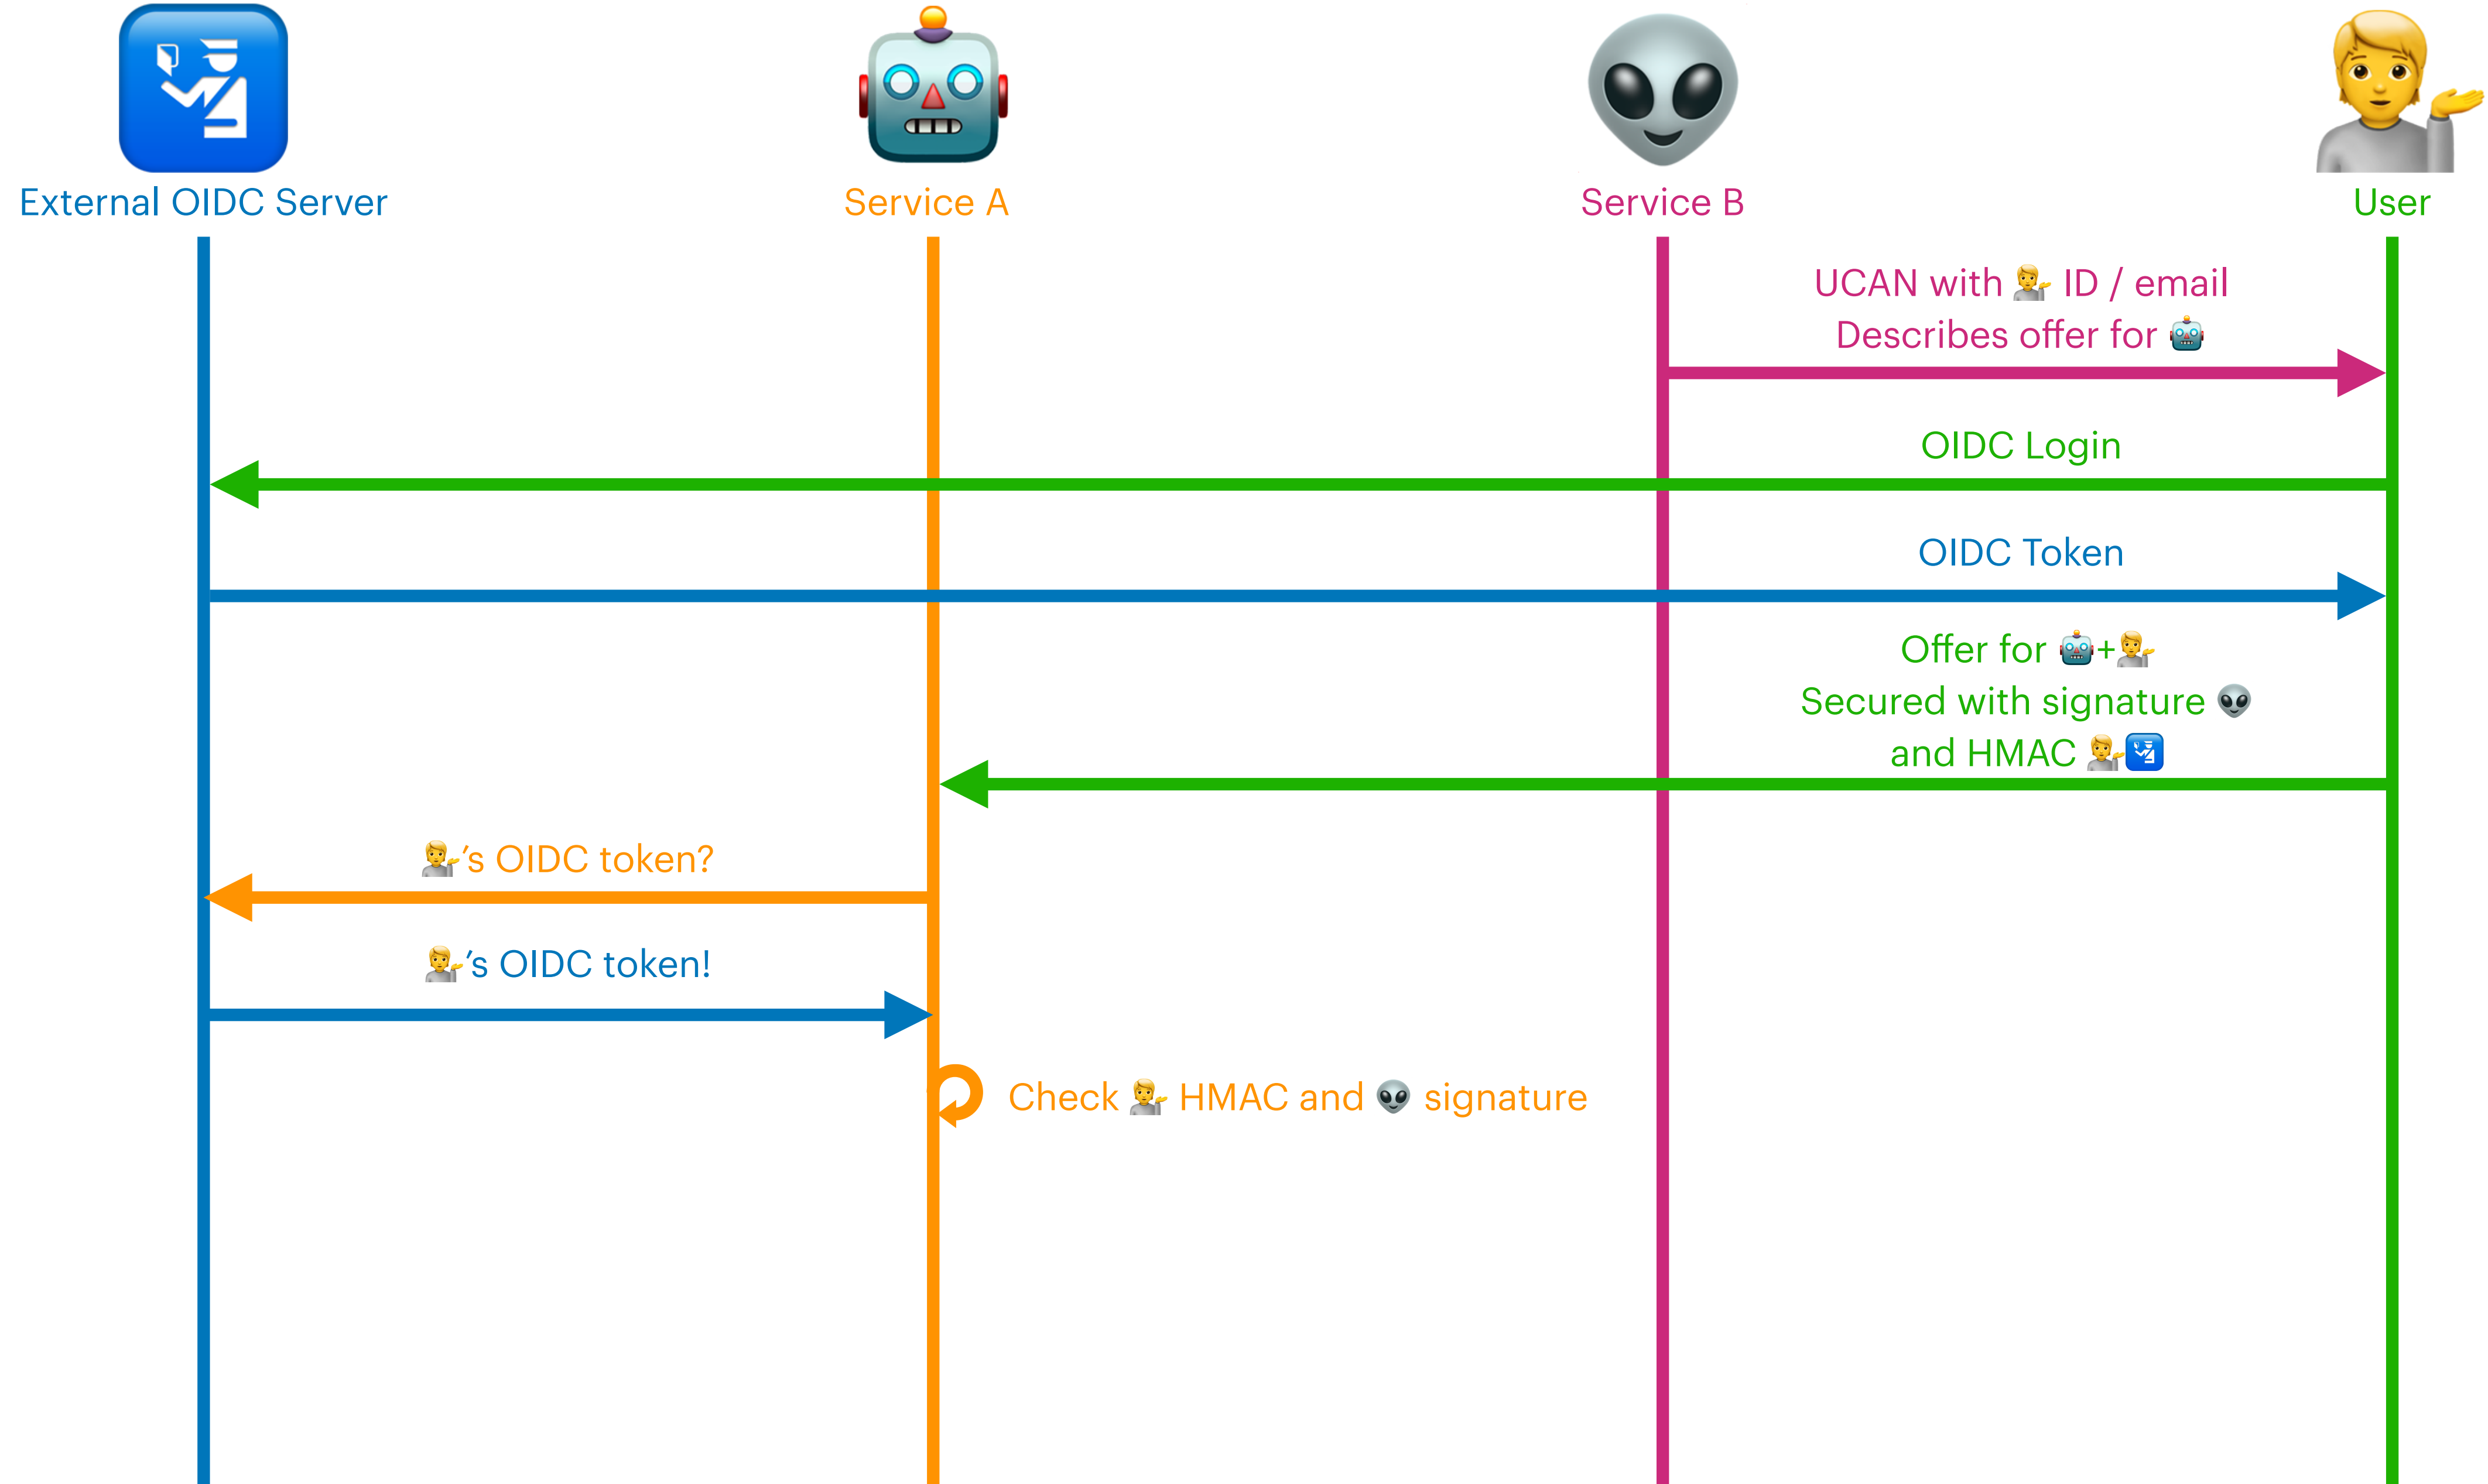 External OIDC Server
Service A
Service B
User
UCAN with 💁 ID / email
Describes offer for 🤖
OIDC Login
OIDC Token
Offer for 🤖+💁
Secured with signature 👽
and HMAC 💁🛂
💁’s OIDC token?
💁’s OIDC token!
Check 💁 HMAC and 👽 signature